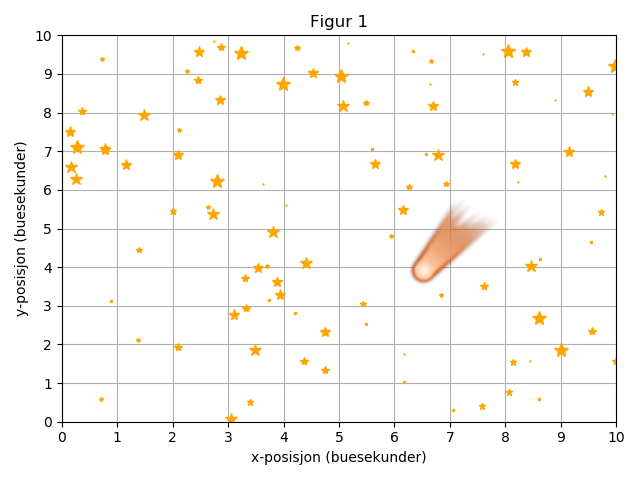 Figur 1
10
9
8
7
6
5
4
3
2
1
0
y-posisjon (buesekunder)
0 1 2 3 4 5 6 7 8 9 10
x-posisjon (buesekunder)